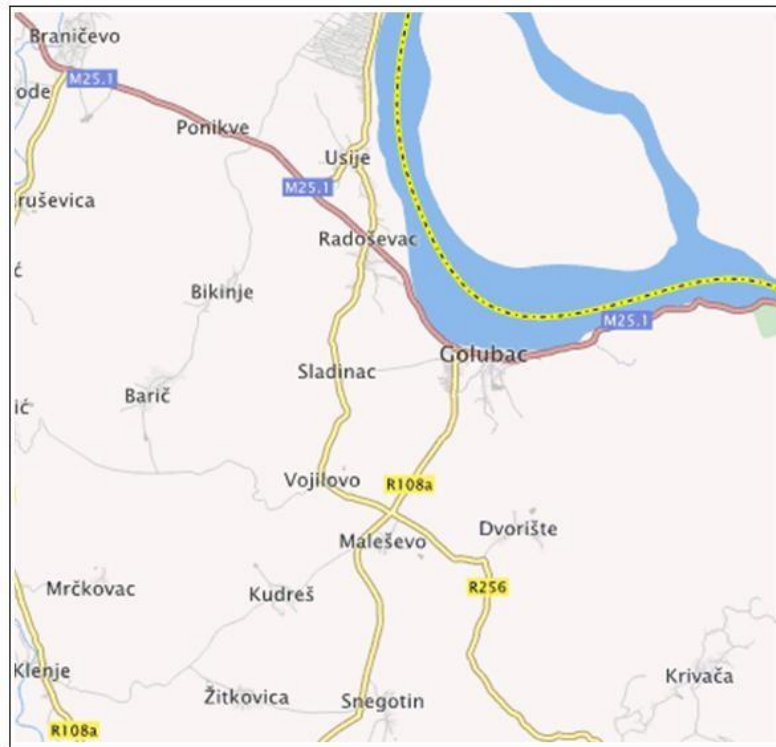 Braničevo
M25.1
ode
Ponikve
Usije
M25.1
ruševica
Radoševac
ć
Bikinje
M25.1
Golubac
Sladinac
Barič
ić
Vojilovo
R108a
Dvorište
Maleševo
Mrčkovac
Kudreš
R256
Klenje
Krivača
Žitkovica
Snegotin
R108a